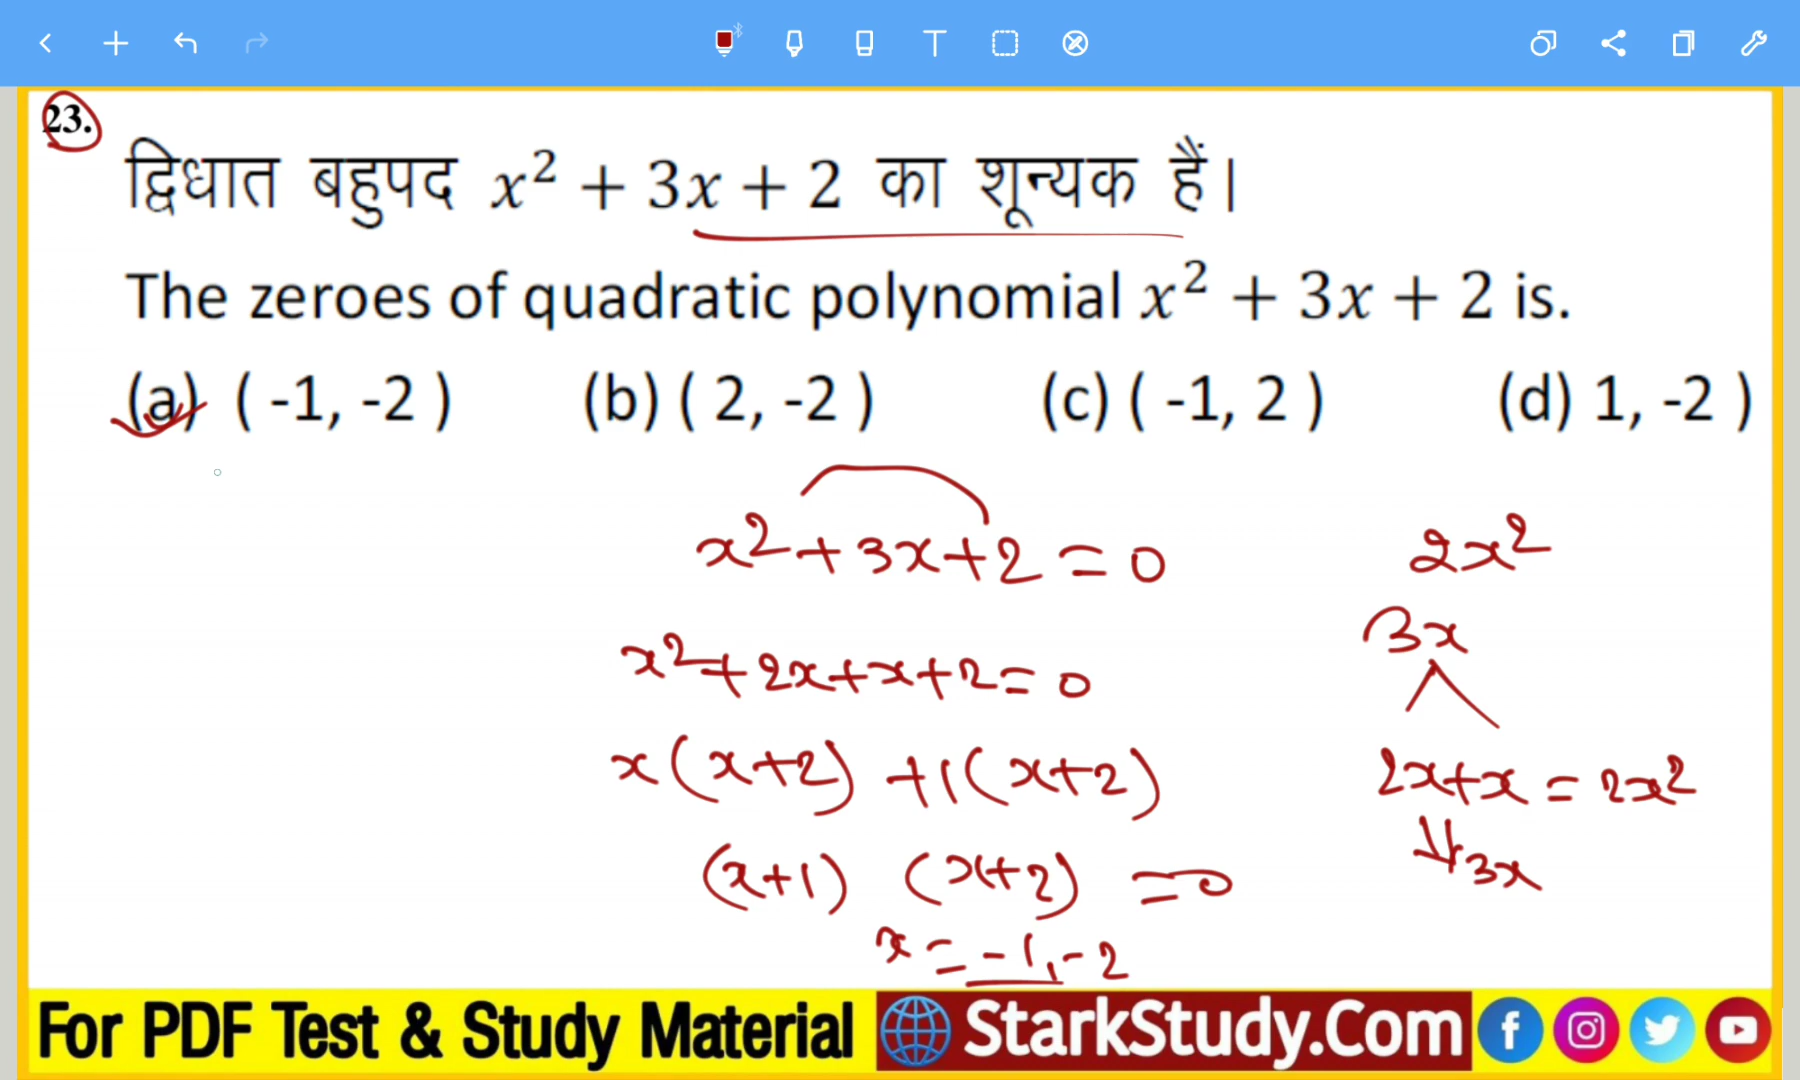 23.
द्विधात बहुपद x² + 3x + 2 का शून्यक हैं।
The zeroes of quadratic polynomial x² + 3x + 2 is.
(a) ( -1, -2 ) (b) ( 2, -2 ) (c) ( -1, 2 ) (d) 1, -2 )
x²+3x+2=0
x²+2x+x+2=0
x(x+2) +1(x+2)
(x+1) (x+2) =0
x=-1,-2
2x²
3x
2x+x=2x²
3x
For PDF Test & Study Material StarkStudy.Com